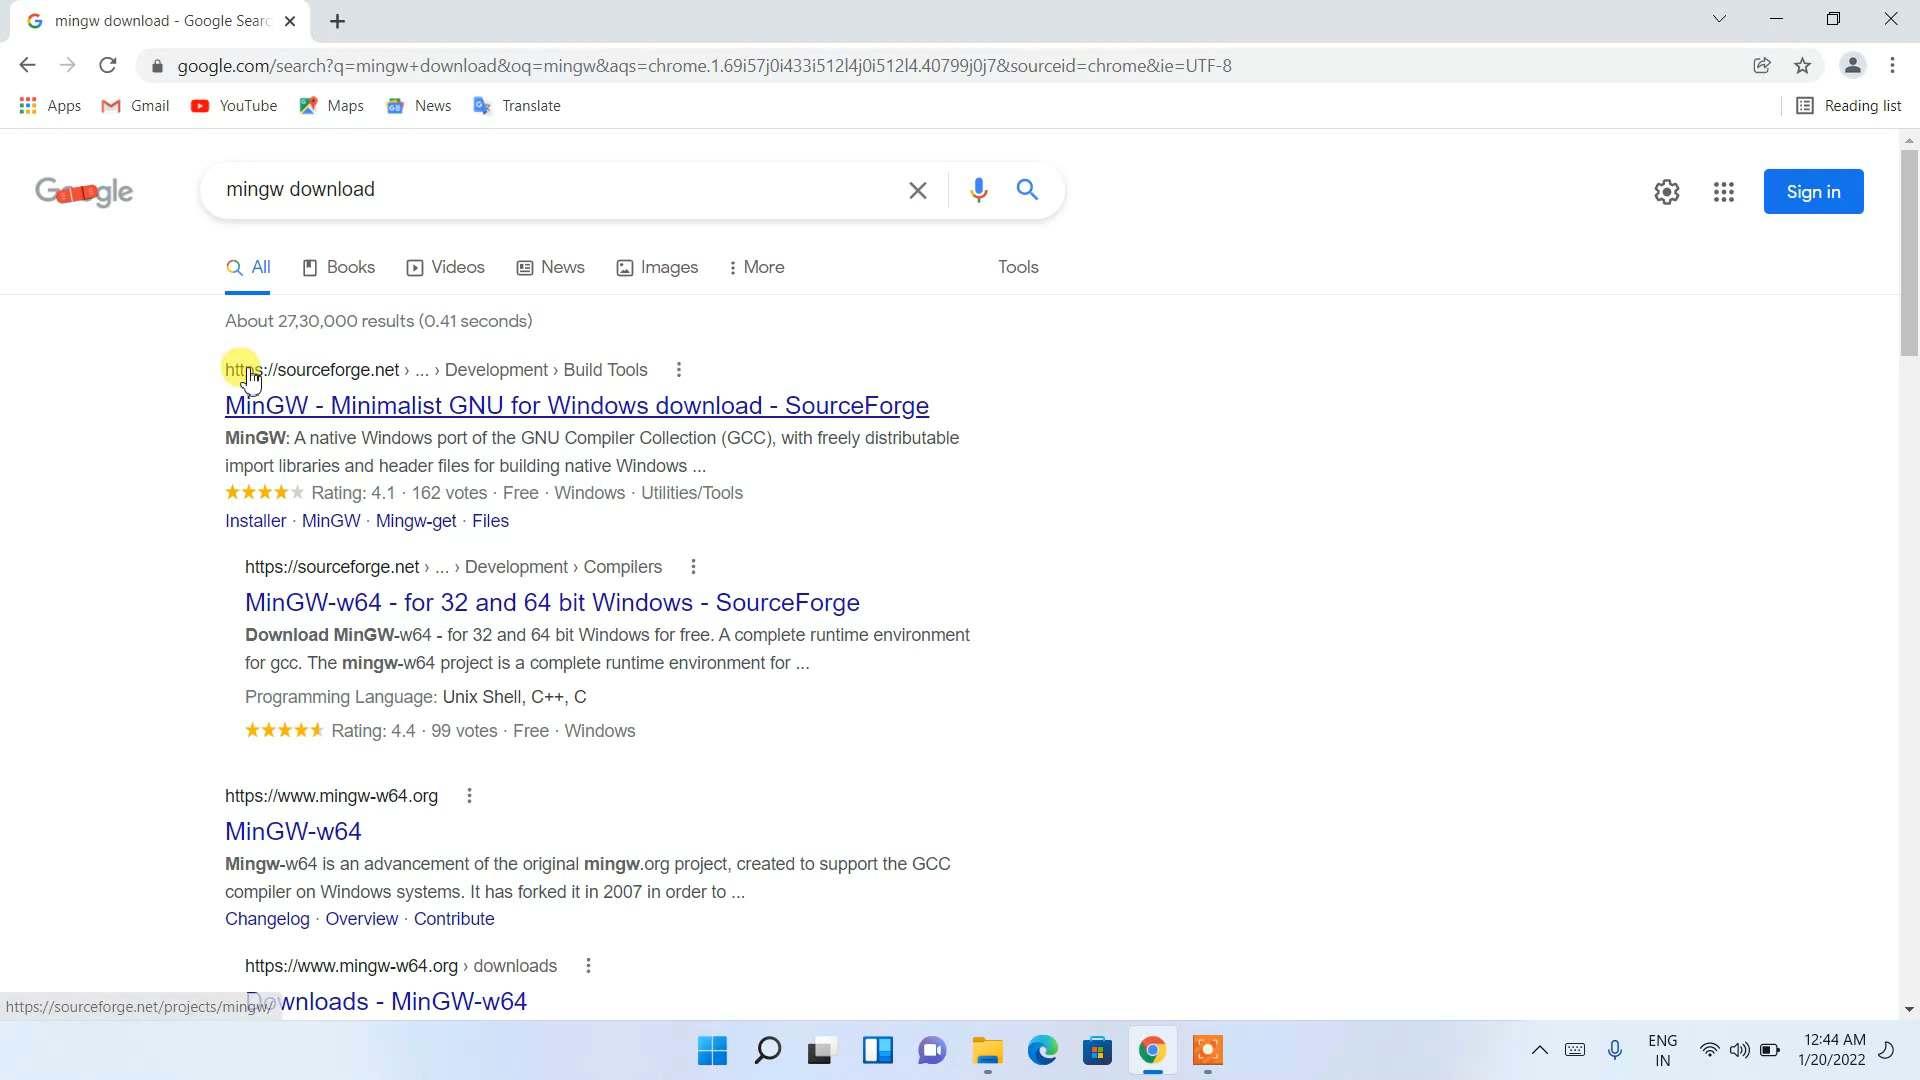 mingw download - Google Searc
google.com/search?q=mingw+download&oq=mingw&aqs=chrome.1.69i57j0i433i512l4j0i512l4.40799j0j7&sourceid=chrome&ie=UTF-8
Apps Gmail YouTube Maps News Translate Reading list
Google
mingw download
Sign in
All Books Videos News Images More Tools
About 27,30,000 results (0.41 seconds)
https://sourceforge.net › ... › Development › Build Tools
MinGW - Minimalist GNU for Windows download - SourceForge
MinGW: A native Windows port of the GNU Compiler Collection (GCC), with freely distributable
import libraries and header files for building native Windows ...
Rating: 4.1 · 162 votes · Free · Windows · Utilities/Tools
Installer · MinGW · Mingw-get · Files
https://sourceforge.net › ... › Development › Compilers
MinGW-w64 - for 32 and 64 bit Windows - SourceForge
Download MinGW-w64 - for 32 and 64 bit Windows for free. A complete runtime environment
for gcc. The mingw-w64 project is a complete runtime environment for ...
Programming Language: Unix Shell, C++, C
Rating: 4.4 · 99 votes · Free · Windows
https://www.mingw-w64.org
MinGW-w64
Mingw-w64 is an advancement of the original mingw.org project, created to support the GCC
compiler on Windows systems. It has forked it in 2007 in order to ...
Changelog · Overview · Contribute
https://www.mingw-w64.org › downloads
Downloads - MinGW-w64
https://sourceforge.net/projects/mingw/
ENG
IN
12:44 AM
1/20/2022